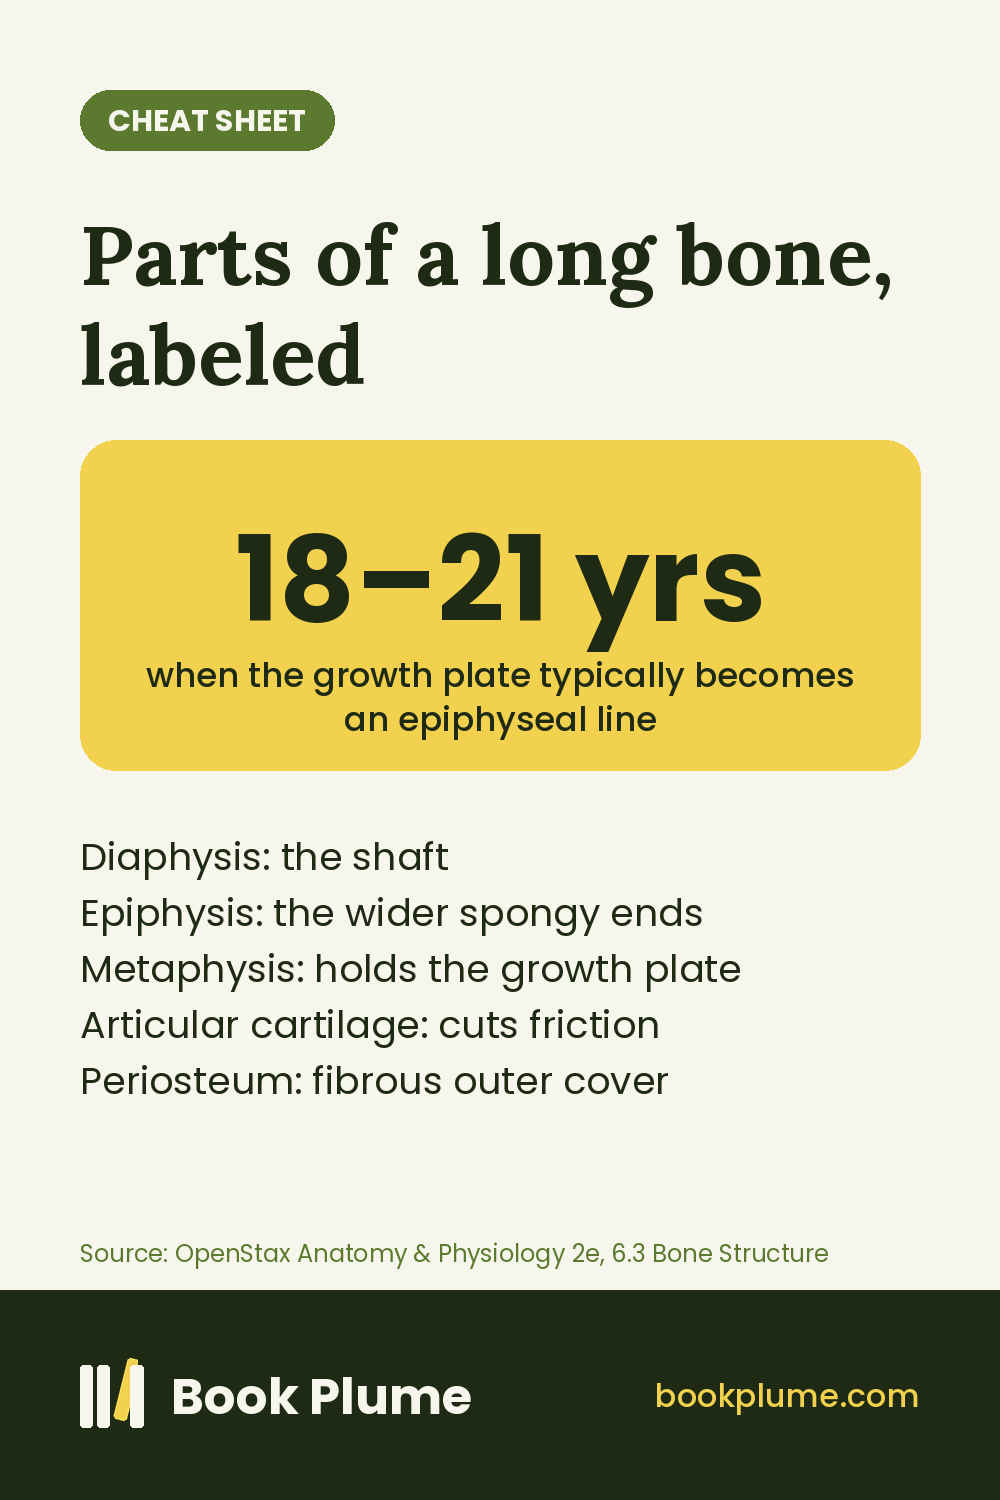 CHEAT SHEET
Parts of a long bone,
labeled
18–21 yrs
when the growth plate typically becomes
an epiphyseal line
Diaphysis: the shaft
Epiphysis: the wider spongy ends
Metaphysis: holds the growth plate
Articular cartilage: cuts friction
Periosteum: fibrous outer cover
Source: OpenStax Anatomy & Physiology 2e, 6.3 Bone Structure
Book Plume
bookplume.com